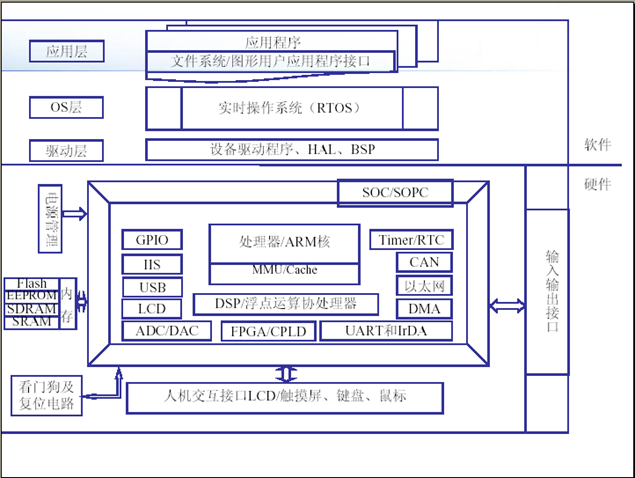 应用层
应用程序
文件系统/图形用户应用程序接口
OS层
实时操作系统（RTOS）
驱动层
设备驱动程序、HAL、BSP
软件
硬件
SOC/SOPC
电源管理
GPIO
处理器/ARM核
Timer/RTC
IIS
MMU/Cache
CAN
USB
以太网
LCD
DSP/浮点运算协处理器
DMA
ADC/DAC
FPGA/CPLD
UART和IrDA
Flash
EEPROM
SDRAM
SRAM
内存
输入输出接口
看门狗及
复位电路
人机交互接口LCD/触摸屏、键盘、鼠标